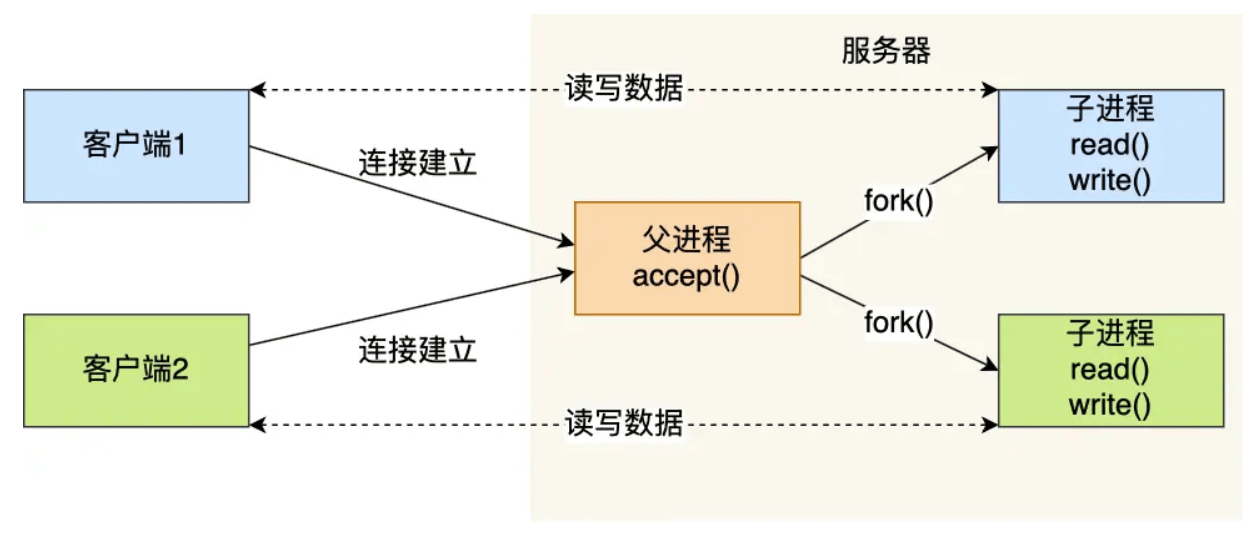 服务器
读写数据
客户端1
连接建立
子进程
read()
write()
fork()
父进程
accept()
客户端2
连接建立
fork()
子进程
read()
write()
读写数据